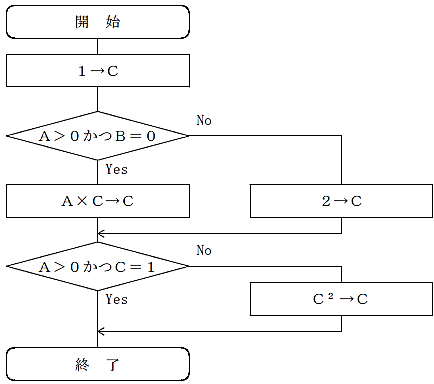 開　始
１→Ｃ
Ａ＞０かつＢ＝０
No
Yes
Ａ×Ｃ→Ｃ
２→Ｃ
Ａ＞０かつＣ＝１
No
Yes
Ｃ²→Ｃ
終　了